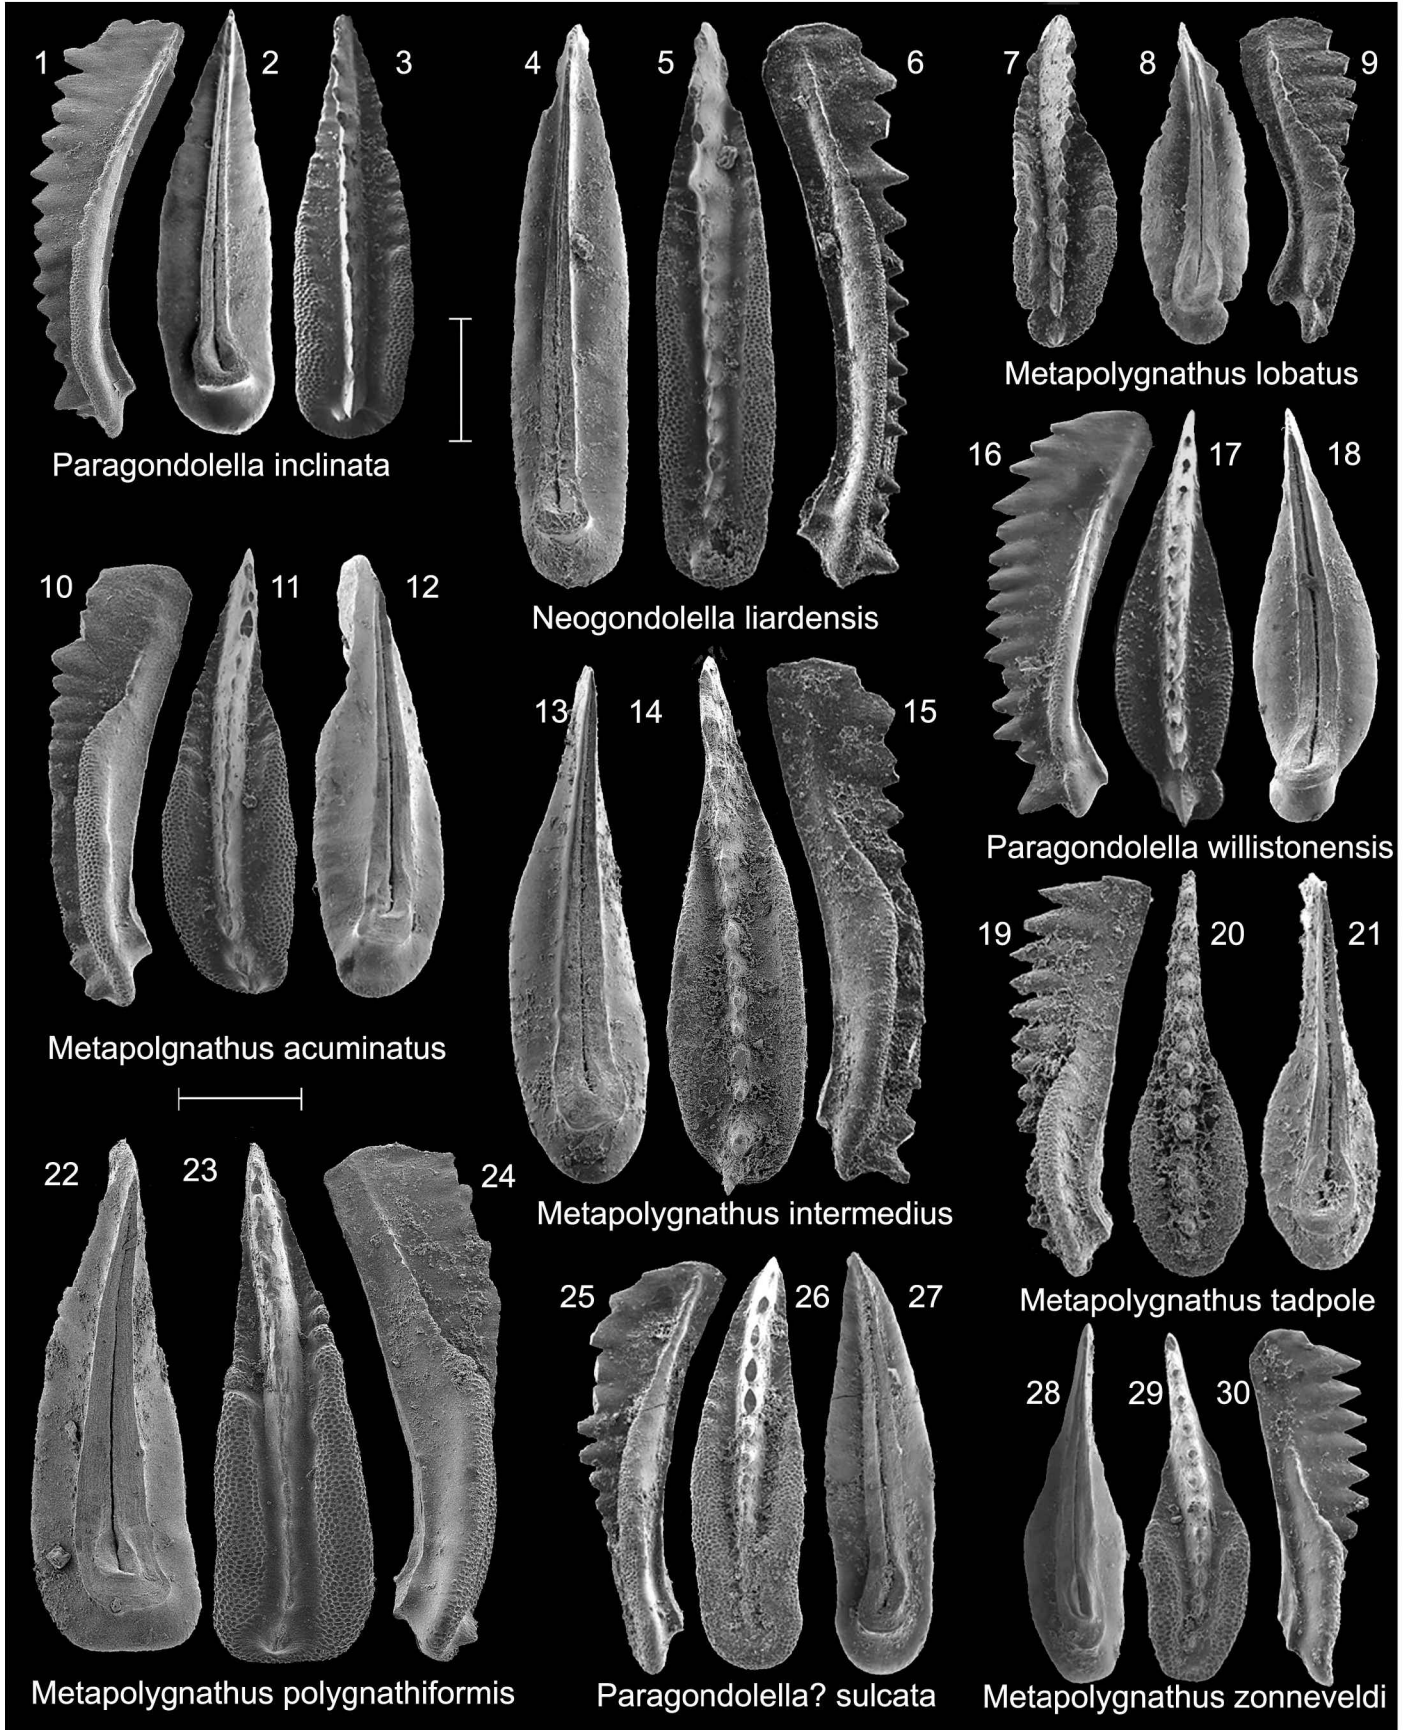 1 2 3
Paragondolella inclinata
4 5 6
Neogondolella liardensis
7 8 9
Metapolygnathus lobatus
10 11 12
Metapolgnathus acuminatus
13 14 15
Metapolygnathus intermedius
16 17 18
Paragondolella willistonensis
19 20 21
Metapolygnathus tadpole
22 23 24
Metapolygnathus polygnathiformis
25 26 27
Paragondolella? sulcata
28 29 30
Metapolygnathus zonneveldi